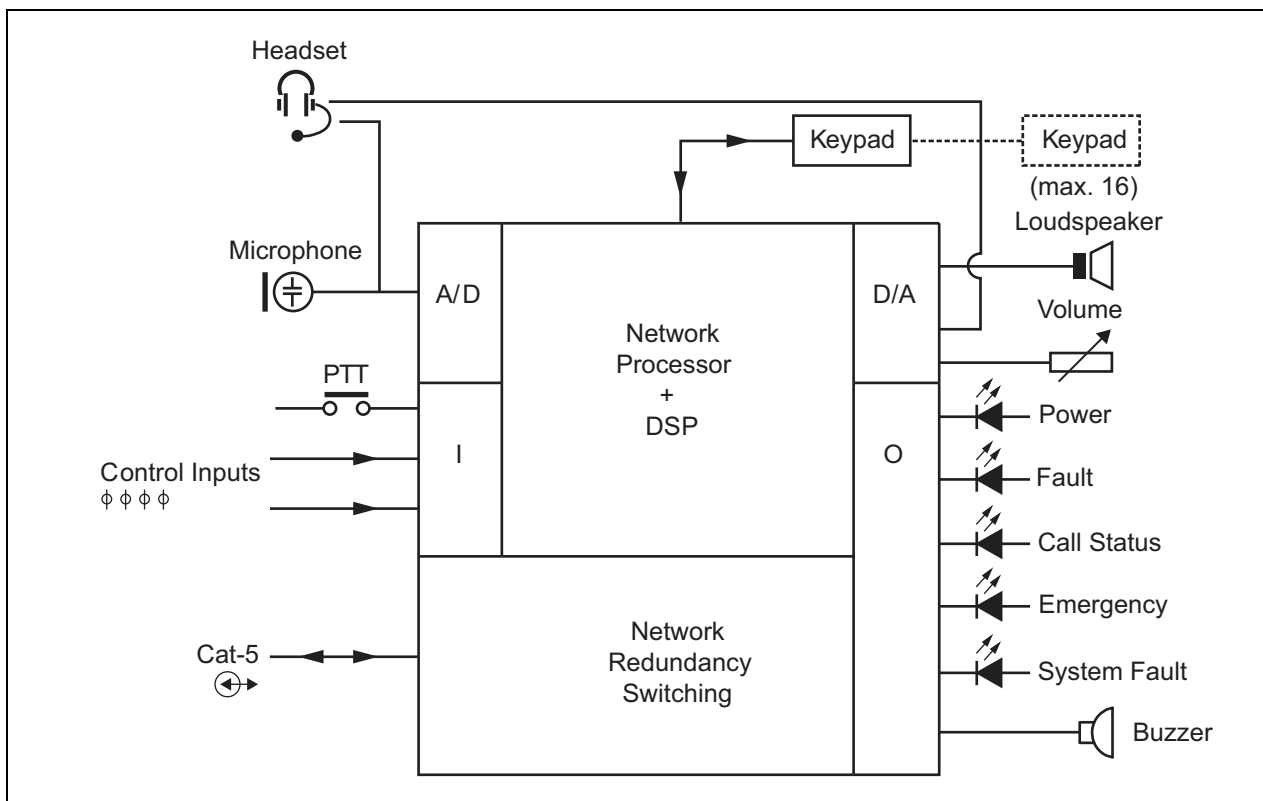 Headset
Keypad
Keypad
(max. 16)
Loudspeaker
Microphone
A/D
D/A
Volume
Network
Processor
+
DSP
PTT
Power
I
O
Control Inputs
Fault
Call Status
Emergency
Network
Redundancy
Switching
Cat-5
System Fault
Buzzer